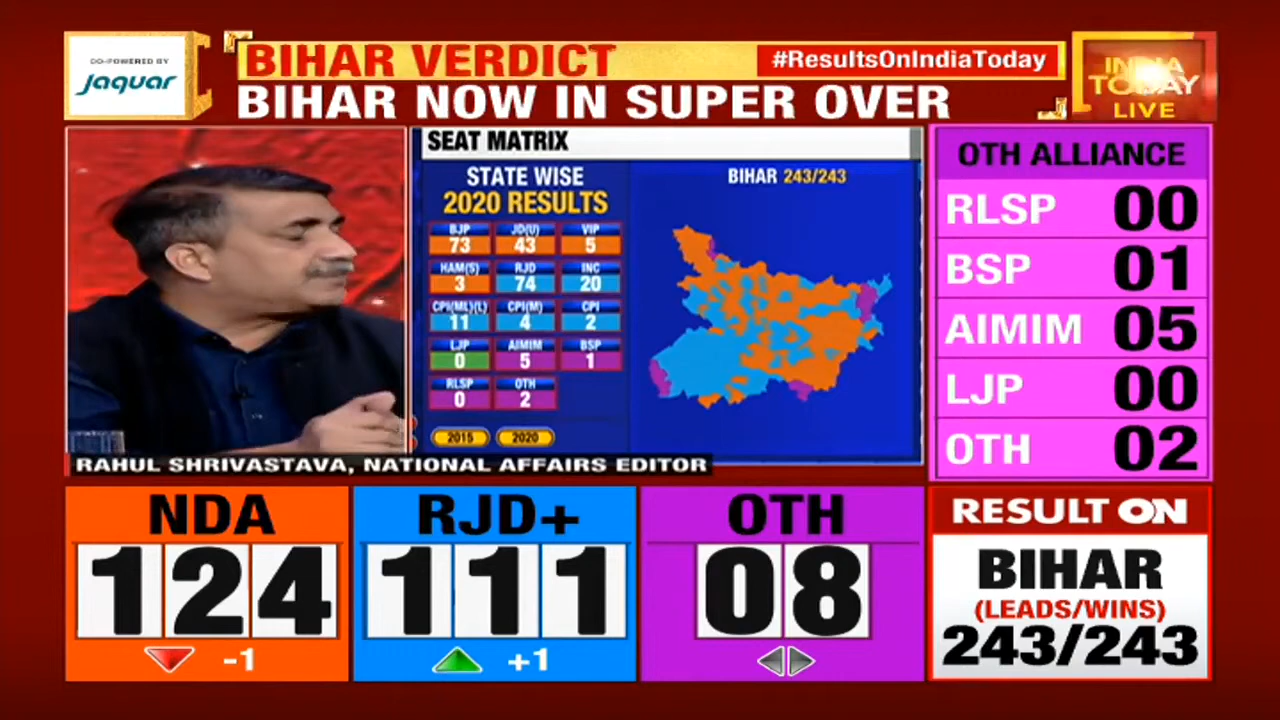 CO-POWERED BY
Jaquar
BIHAR VERDICT
#ResultsOnIndiaToday
BIHAR NOW IN SUPER OVER
INDIA
TODAY
LIVE
SEAT MATRIX
STATE WISE
2020 RESULTS
BJP JD(U) VIP
73 43 5
HAM(S) RJD INC
3 74 20
CPI(ML)(L) CPI(M) CPI
11 4 2
LJP AIMIM BSP
0 5 1
RLSP OTH
0 2
2015 2020
BIHAR 243/243
OTH ALLIANCE
RLSP 00
BSP 01
AIMIM 05
LJP 00
OTH 02
RAHUL SHRIVASTAVA, NATIONAL AFFAIRS EDITOR
NDA
124
-1
RJD+
111
+1
OTH
08
RESULT ON
BIHAR
(LEADS/WINS)
243/243